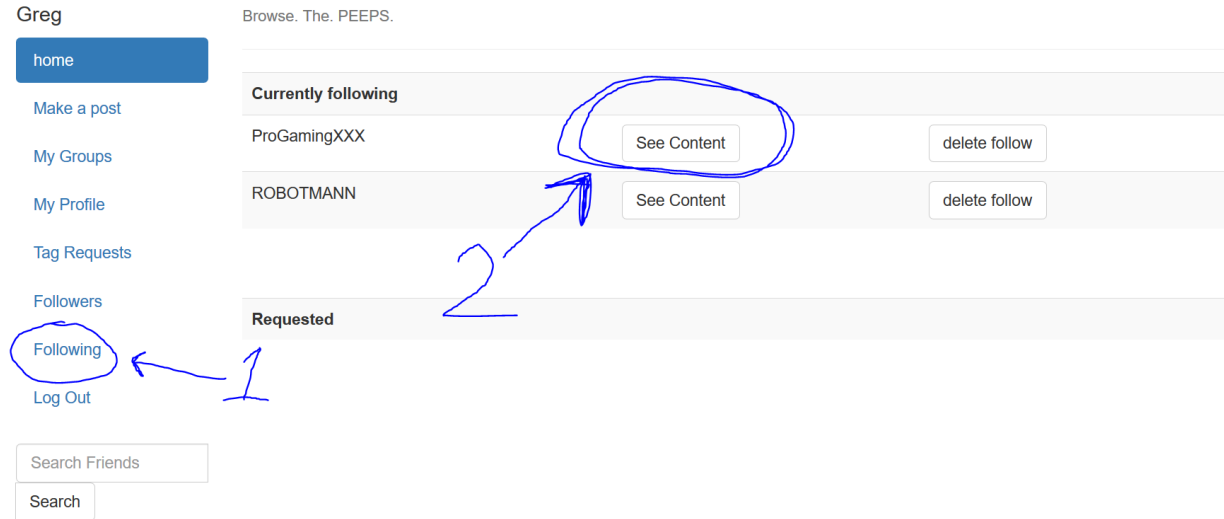 Greg
home
Make a post
My Groups
My Profile
Tag Requests
Followers
Following
Log Out
Search Friends
Search
Browse. The. PEEPS.
Currently following
ProGamingXXX See Content delete follow
ROBOTMANN See Content delete follow
2
Requested
1